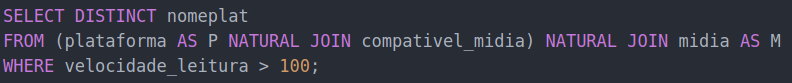 SELECT DISTINCT nomeplat
FROM (plataforma AS P NATURAL JOIN compativel_midia) NATURAL JOIN midia AS M
WHERE velocidade_leitura > 100;